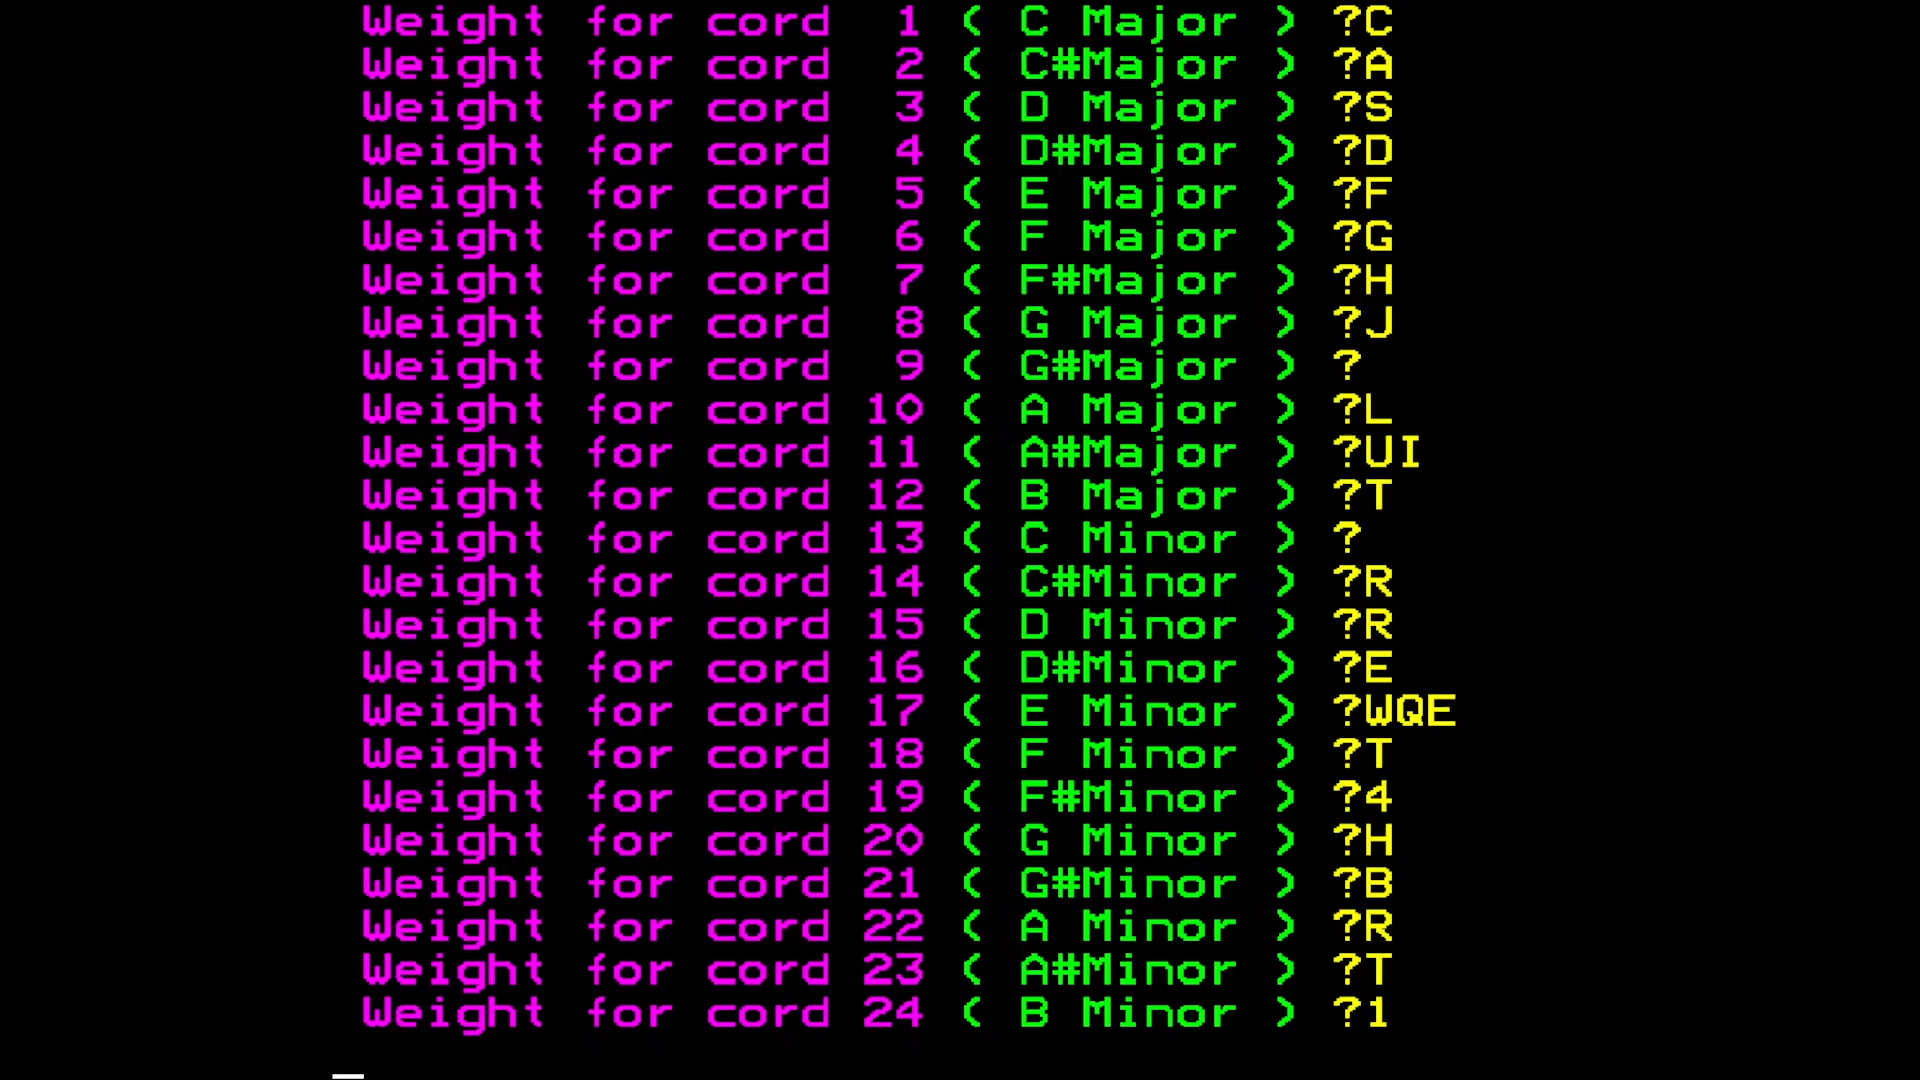 Weight for cord 1 ( C Major ) ?C
Weight for cord 2 ( C#Major ) ?A
Weight for cord 3 ( D Major ) ?S
Weight for cord 4 ( D#Major ) ?D
Weight for cord 5 ( E Major ) ?F
Weight for cord 6 ( F Major ) ?G
Weight for cord 7 ( F#Major ) ?H
Weight for cord 8 ( G Major ) ?J
Weight for cord 9 ( G#Major ) ?
Weight for cord 10 ( A Major ) ?L
Weight for cord 11 ( A#Major ) ?UI
Weight for cord 12 ( B Major ) ?T
Weight for cord 13 ( C Minor ) ?
Weight for cord 14 ( C#Minor ) ?R
Weight for cord 15 ( D Minor ) ?R
Weight for cord 16 ( D#Minor ) ?E
Weight for cord 17 ( E Minor ) ?WQE
Weight for cord 18 ( F Minor ) ?T
Weight for cord 19 ( F#Minor ) ?4
Weight for cord 20 ( G Minor ) ?H
Weight for cord 21 ( G#Minor ) ?B
Weight for cord 22 ( A Minor ) ?R
Weight for cord 23 ( A#Minor ) ?T
Weight for cord 24 ( B Minor ) ?1